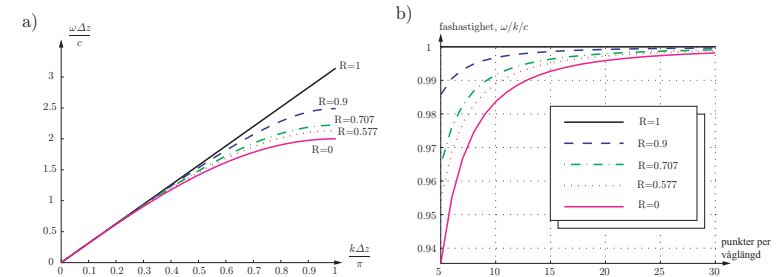 a)
ωΔz
c
3
2.5
2
1.5
1
0.5
0
0 0.1 0.2 0.3 0.4 0.5 0.6 0.7 0.8 0.9 1
kΔz
π
R=1
R=0.9
R=0.707
R=0.577
R=0
b)
fashastighet, ω/k/c
1
0.99
0.98
0.97
0.96
0.95
0.94
5 10 15 20 25 30
punkter per
våglängd
R=1
R=0.9
R=0.707
R=0.577
R=0